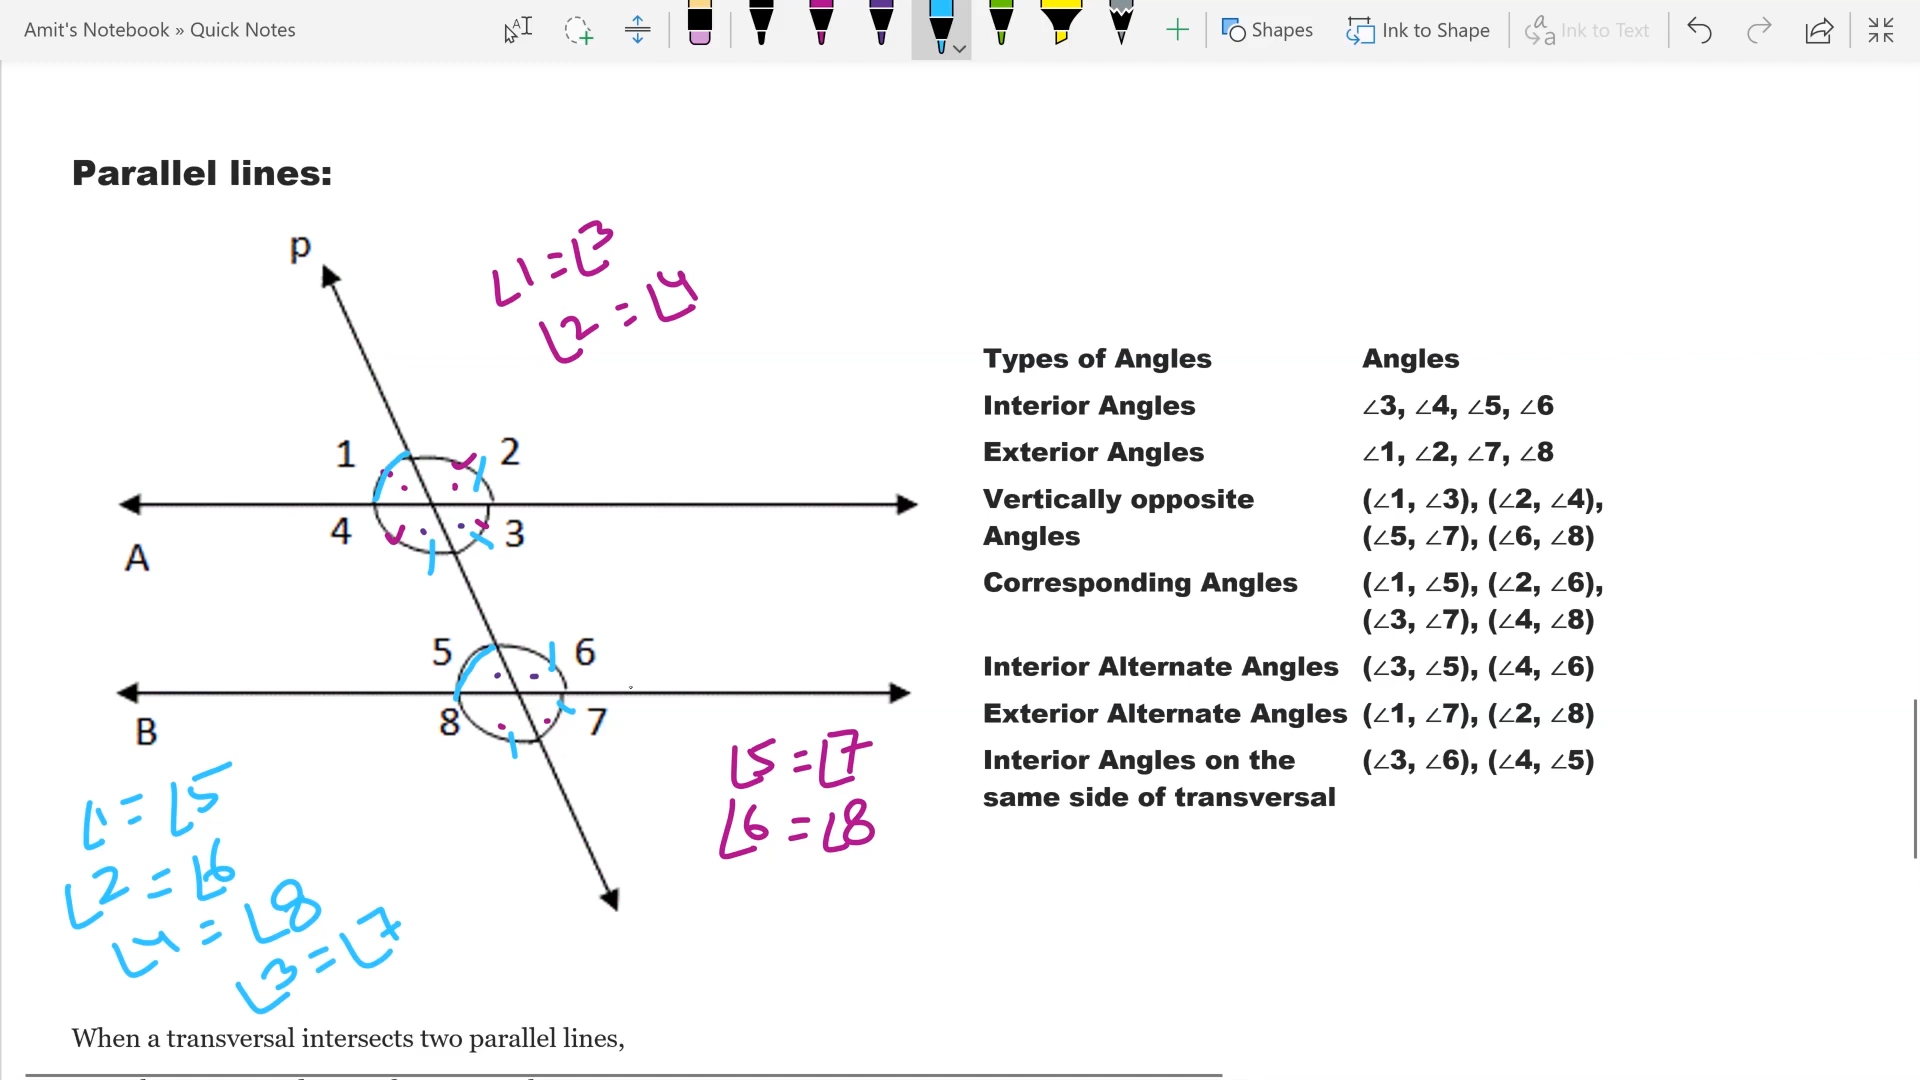 Amit's Notebook » Quick Notes
Shapes
Ink to Shape
Ink to Text
Parallel lines:
p
∠1 = ∠3
∠2 = ∠4
1 2
4 3
A
5 6
8 7
B
∠5 = ∠7
∠6 = ∠8
∠1 = ∠5
∠2 = ∠6
∠4 = ∠8
∠3 = ∠7
Types of Angles Angles
Interior Angles ∠3, ∠4, ∠5, ∠6
Exterior Angles ∠1, ∠2, ∠7, ∠8
Vertically opposite (∠1, ∠3), (∠2, ∠4),
Angles (∠5, ∠7), (∠6, ∠8)
Corresponding Angles (∠1, ∠5), (∠2, ∠6),
(∠3, ∠7), (∠4, ∠8)
Interior Alternate Angles (∠3, ∠5), (∠4, ∠6)
Exterior Alternate Angles (∠1, ∠7), (∠2, ∠8)
Interior Angles on the (∠3, ∠6), (∠4, ∠5)
same side of transversal
When a transversal intersects two parallel lines,